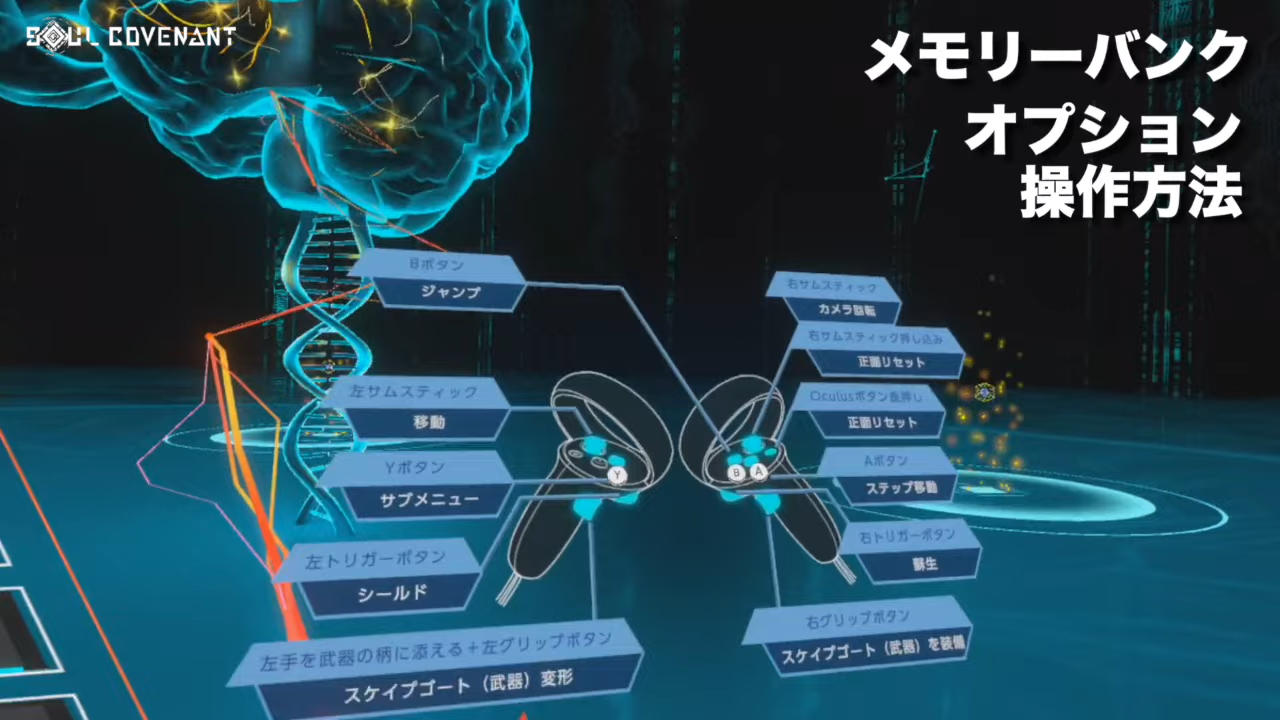 SOUL COVENANT
メモリーバンク
オプション
操作方法
Bボタン
ジャンプ
左サムスティック
移動
Yボタン
サブメニュー
左トリガーボタン
シールド
左手を武器の柄に添える＋左グリップボタン
スケイプゴート（武器）変形
右サムスティック
カメラ回転
右サムスティック押し込み
正面リセット
Oculusボタン長押し
正面リセット
Aボタン
ステップ移動
右トリガーボタン
蘇生
右グリップボタン
スケイプゴート（武器）を装備
Y
B
A